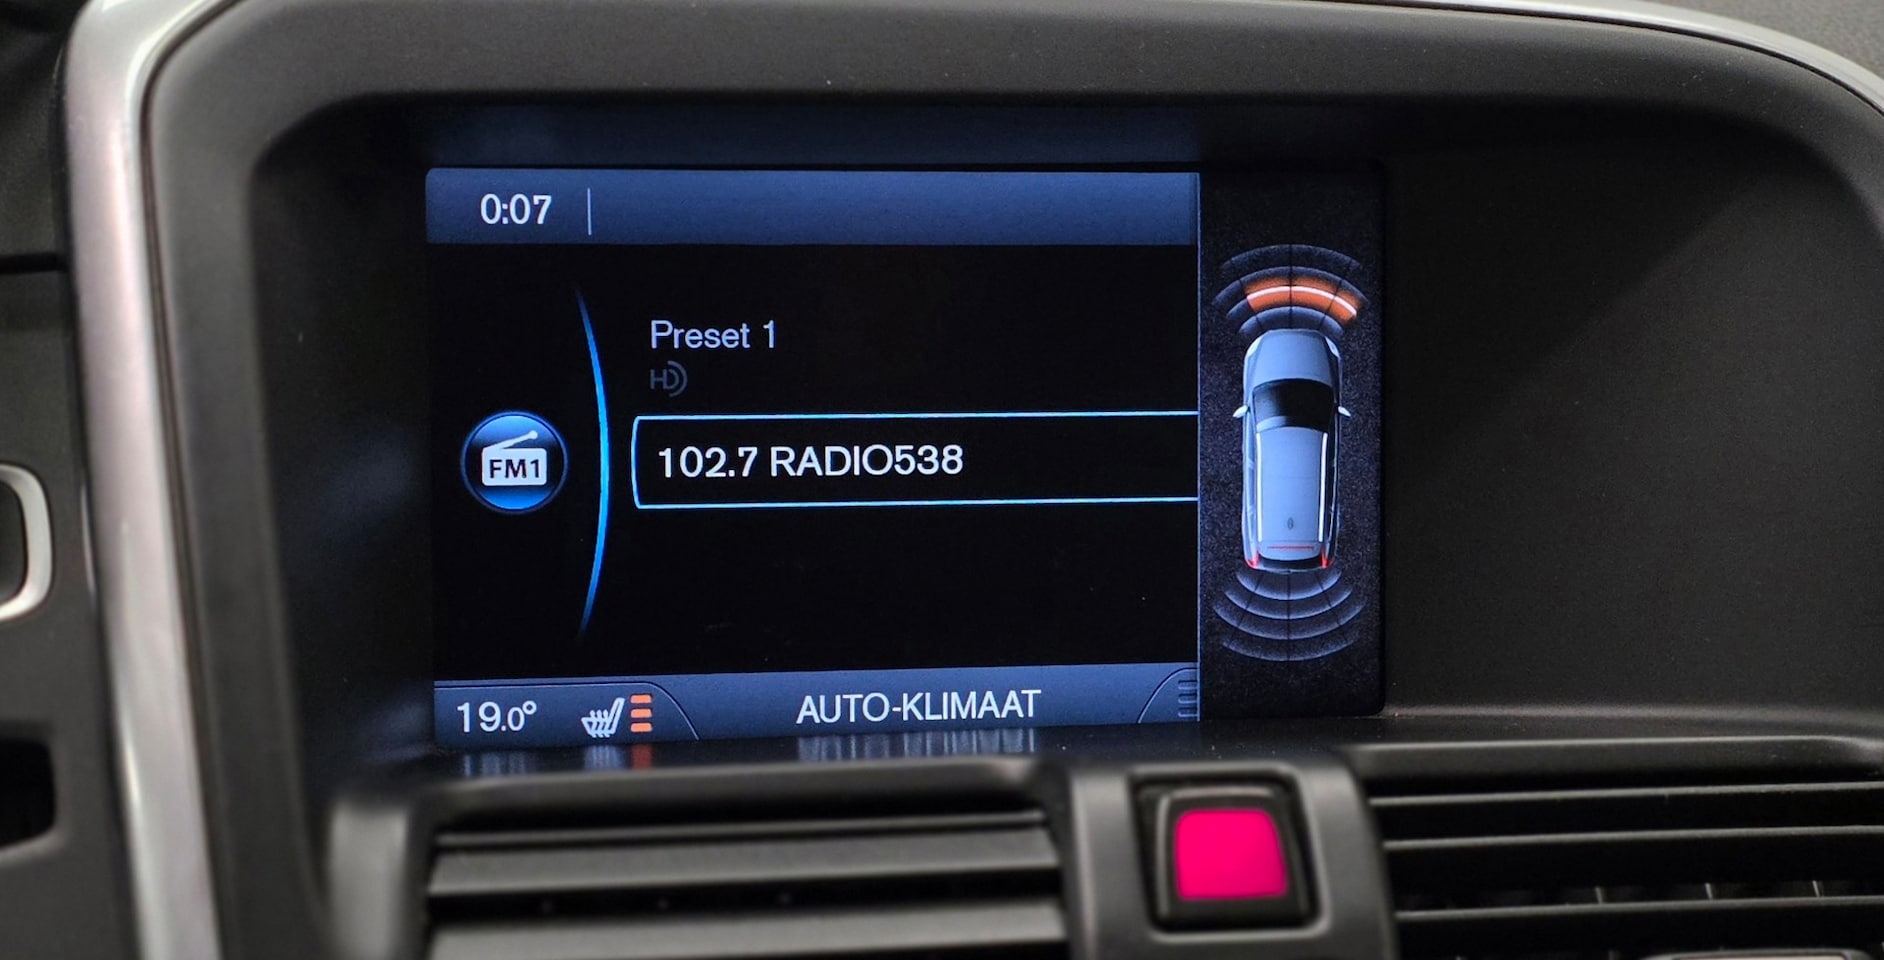 0:07
Preset 1
HD
FM1
102.7 RADIO538
19.0°
AUTO-KLIMAAT